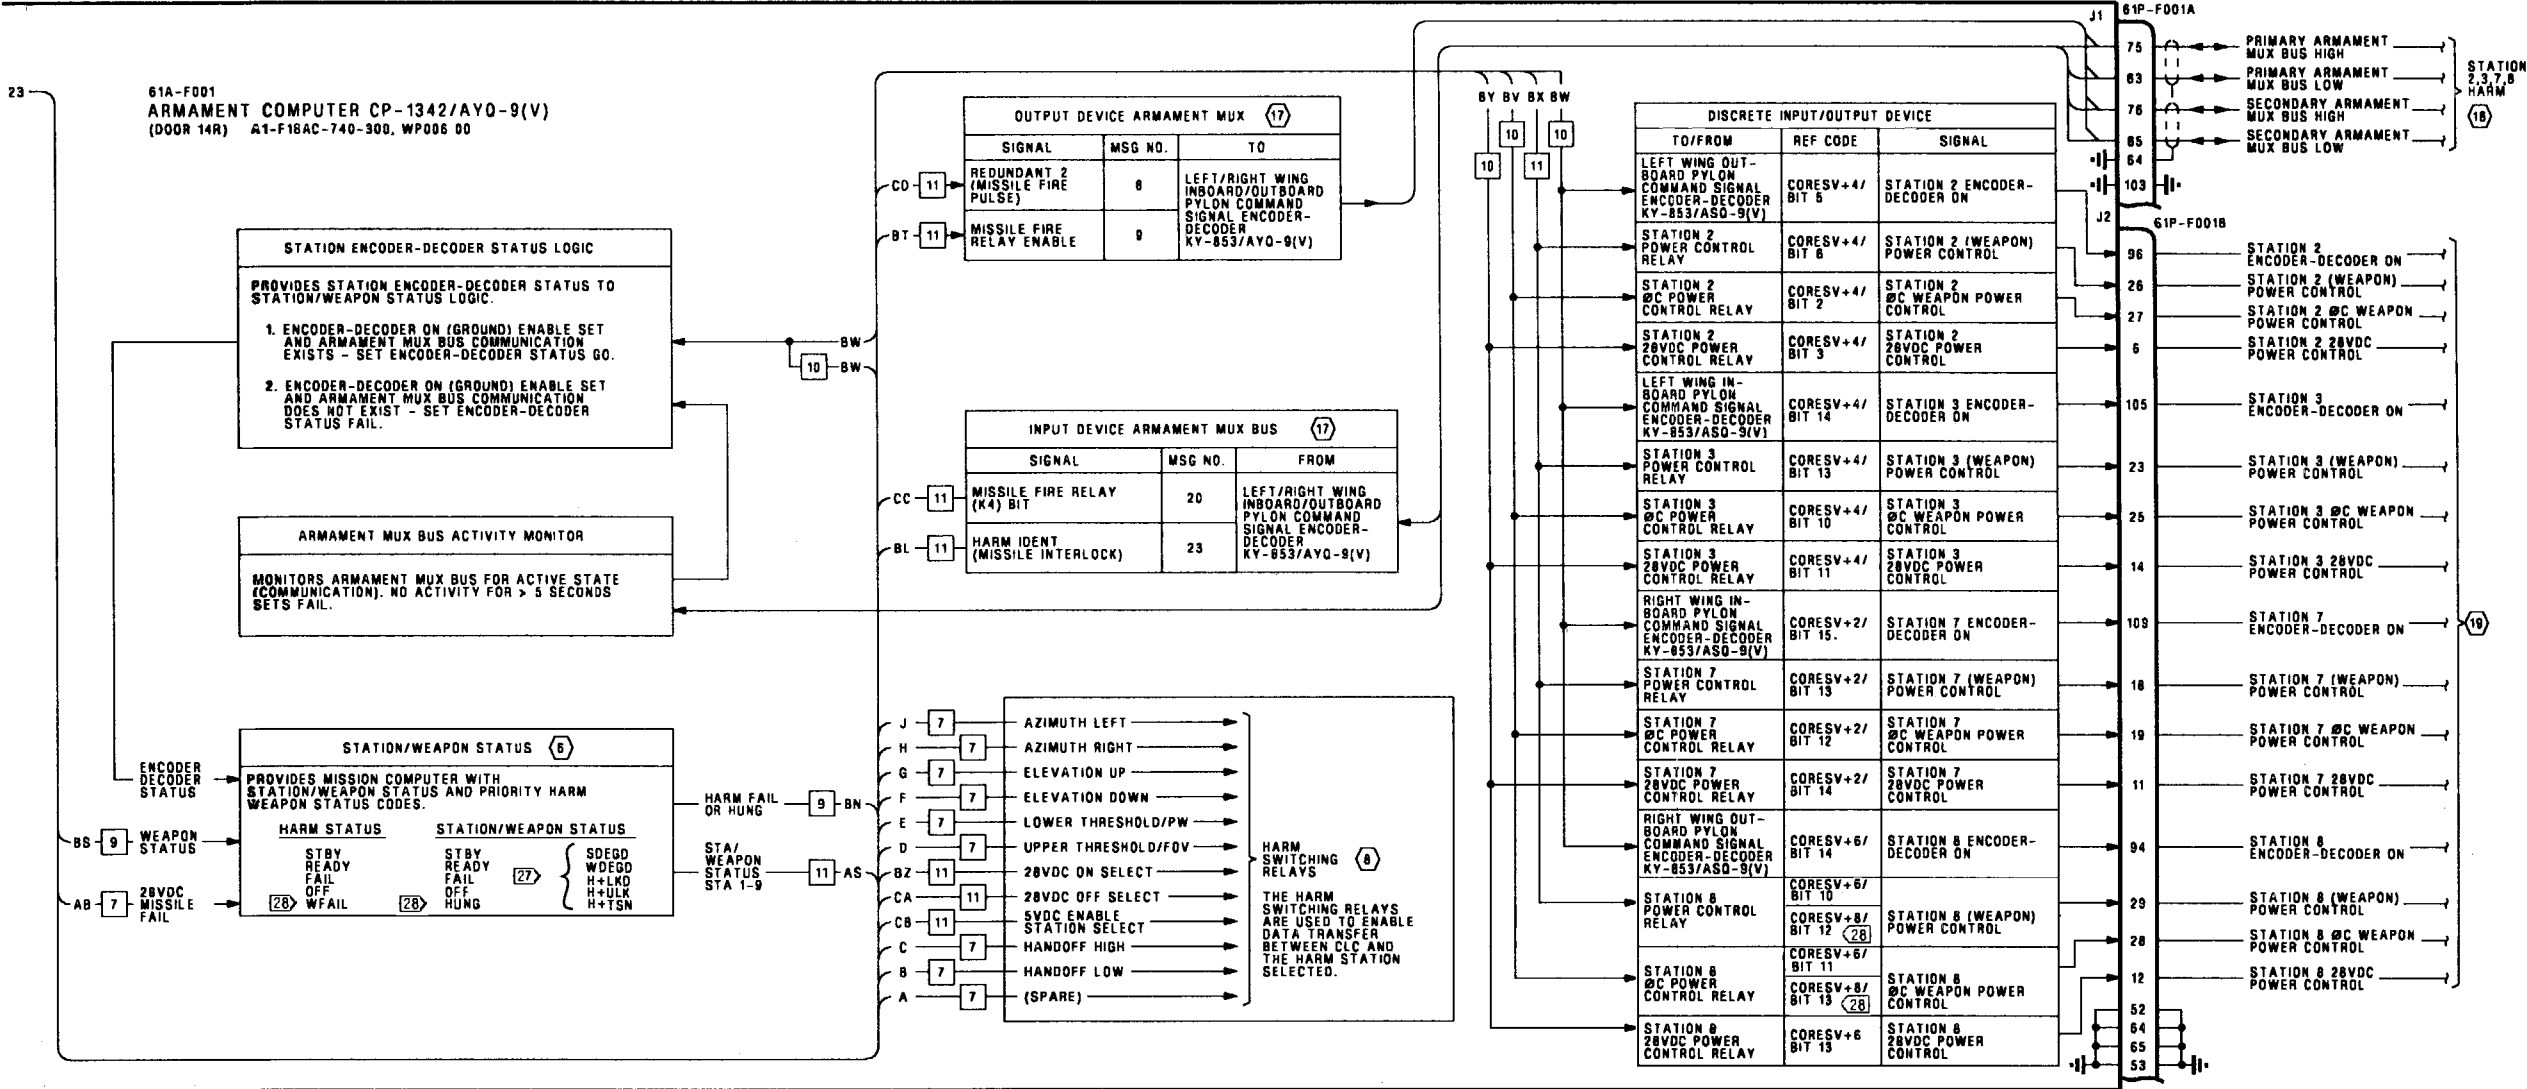 23
61A-F001
ARMAMENT COMPUTER CP-1342/AYQ-9(V)
(DOOR 14R) A1-F18AC-740-300, WP006 00
STATION ENCODER-DECODER STATUS LOGIC
PROVIDES STATION ENCODER-DECODER STATUS TO
STATION/WEAPON STATUS LOGIC.
1. ENCODER-DECODER ON (GROUND) ENABLE SET
AND ARMAMENT MUX BUS COMMUNICATION
EXISTS - SET ENCODER-DECODER STATUS GO.
2. ENCODER-DECODER ON (GROUND) ENABLE SET
AND ARMAMENT MUX BUS COMMUNICATION
DOES NOT EXIST - SET ENCODER-DECODER
STATUS FAIL.
BW
10 BW
ARMAMENT MUX BUS ACTIVITY MONITOR
MONITORS ARMAMENT MUX BUS FOR ACTIVE STATE
(COMMUNICATION). NO ACTIVITY FOR > 5 SECONDS
SETS FAIL.
ENCODER
DECODER
STATUS
BS 9 WEAPON
STATUS
AB 7 28VDC
MISSILE
FAIL
STATION/WEAPON STATUS 6
PROVIDES MISSION COMPUTER WITH
STATION/WEAPON STATUS AND PRIORITY HARM
WEAPON STATUS CODES.
HARM STATUS
STBY
READY
FAIL
OFF
28 WFAIL
STATION/WEAPON STATUS
STBY
READY
FAIL
OFF
28 HUNG
27
SDEGD
WDEGD
H+LKD
H+ULK
H+TSN
HARM FAIL
OR HUNG
9 BN
STA/
WEAPON
STATUS
STA 1-9
11 AS
OUTPUT DEVICE ARMAMENT MUX 17
SIGNAL MSG NO. TO
CD 11 REDUNDANT 2
(MISSILE FIRE
PULSE)
8
BT 11 MISSILE FIRE
RELAY ENABLE
9
LEFT/RIGHT WING
INBOARD/OUTBOARD
PYLON COMMAND
SIGNAL ENCODER-
DECODER
KY-853/AYQ-9(V)
INPUT DEVICE ARMAMENT MUX BUS 17
SIGNAL MSG NO. FROM
CC 11 MISSILE FIRE RELAY
(K4) BIT
20
BL 11 HARM IDENT
(MISSILE INTERLOCK)
23
LEFT/RIGHT WING
INBOARD/OUTBOARD
PYLON COMMAND
SIGNAL ENCODER-
DECODER
KY-853/AYQ-9(V)
J 7 AZIMUTH LEFT
H 7 AZIMUTH RIGHT
G 7 ELEVATION UP
F 7 ELEVATION DOWN
E 7 LOWER THRESHOLD/PW
D 7 UPPER THRESHOLD/FOV
BZ 11 28VDC ON SELECT
CA 11 28VDC OFF SELECT
CB 11 5VDC ENABLE
STATION SELECT
C 7 HANDOFF HIGH
B 7 HANDOFF LOW
A 7 (SPARE)
HARM
SWITCHING
RELAYS
8
THE HARM
SWITCHING RELAYS
ARE USED TO ENABLE
DATA TRANSFER
BETWEEN CLC AND
THE HARM STATION
SELECTED.
BY BV BX BW
10 10 11 10
DISCRETE INPUT/OUTPUT DEVICE
TO/FROM REF CODE SIGNAL
LEFT WING OUT-
BOARD PYLON
COMMAND SIGNAL
ENCODER-DECODER
KY-853/ASQ-9(V)
CORESV+4/
BIT 5
STATION 2 ENCODER-
DECODER ON
STATION 2
POWER CONTROL
RELAY
CORESV+4/
BIT 6
STATION 2 (WEAPON)
POWER CONTROL
STATION 2
ØC POWER
CONTROL RELAY
CORESV+4/
BIT 2
STATION 2
ØC WEAPON POWER
CONTROL
STATION 2
28VDC POWER
CONTROL RELAY
CORESV+4/
BIT 3
STATION 2
28VDC POWER
CONTROL
LEFT WING IN-
BOARD PYLON
COMMAND SIGNAL
ENCODER-DECODER
KY-853/ASQ-9(V)
CORESV+4/
BIT 14
STATION 3 ENCODER-
DECODER ON
STATION 3
POWER CONTROL
RELAY
CORESV+4/
BIT 13
STATION 3 (WEAPON)
POWER CONTROL
STATION 3
ØC POWER
CONTROL RELAY
CORESV+4/
BIT 10
STATION 3
ØC WEAPON POWER
CONTROL
STATION 3
28VDC POWER
CONTROL RELAY
CORESV+4/
BIT 11
STATION 3
28VDC POWER
CONTROL
RIGHT WING IN-
BOARD PYLON
COMMAND SIGNAL
ENCODER-DECODER
KY-853/ASQ-9(V)
CORESV+2/
BIT 15.
STATION 7 ENCODER-
DECODER ON
STATION 7
POWER CONTROL
RELAY
CORESV+2/
BIT 13
STATION 7 (WEAPON)
POWER CONTROL
STATION 7
ØC POWER
CONTROL RELAY
CORESV+2/
BIT 12
STATION 7
ØC WEAPON POWER
CONTROL
STATION 7
28VDC POWER
CONTROL RELAY
CORESV+2/
BIT 14
STATION 7
28VDC POWER
CONTROL
RIGHT WING OUT-
BOARD PYLON
COMMAND SIGNAL
ENCODER-DECODER
KY-853/ASQ-9(V)
CORESV+6/
BIT 14
STATION 8 ENCODER-
DECODER ON
STATION 8
POWER CONTROL
RELAY
CORESV+6/
BIT 10
CORESV+8/
BIT 12 28
STATION 8 (WEAPON)
POWER CONTROL
STATION 8
ØC POWER
CONTROL RELAY
CORESV+6/
BIT 11
CORESV+8/
BIT 13 28
STATION 8
ØC WEAPON POWER
CONTROL
STATION 8
28VDC POWER
CONTROL RELAY
CORESV+6
BIT 13
STATION 8
28VDC POWER
CONTROL
J1 61P-F001A
75 PRIMARY ARMAMENT
MUX BUS HIGH
63 PRIMARY ARMAMENT
MUX BUS LOW
76 SECONDARY ARMAMENT
MUX BUS HIGH
85 SECONDARY ARMAMENT
MUX BUS LOW
64
103
STATION
2,3,7,8
HARM
18
J2 61P-F001B
96 STATION 2
ENCODER-DECODER ON
26 STATION 2 (WEAPON)
POWER CONTROL
27 STATION 2 ØC WEAPON
POWER CONTROL
6 STATION 2 28VDC
POWER CONTROL
105 STATION 3
ENCODER-DECODER ON
23 STATION 3 (WEAPON)
POWER CONTROL
25 STATION 3 ØC WEAPON
POWER CONTROL
14 STATION 3 28VDC
POWER CONTROL
109 STATION 7
ENCODER-DECODER ON
18 STATION 7 (WEAPON)
POWER CONTROL
19 STATION 7 ØC WEAPON
POWER CONTROL
11 STATION 7 28VDC
POWER CONTROL
94 STATION 8
ENCODER-DECODER ON
29 STATION 8 (WEAPON)
POWER CONTROL
28 STATION 8 ØC WEAPON
POWER CONTROL
12 STATION 8 28VDC
POWER CONTROL
19
52
64
65
53